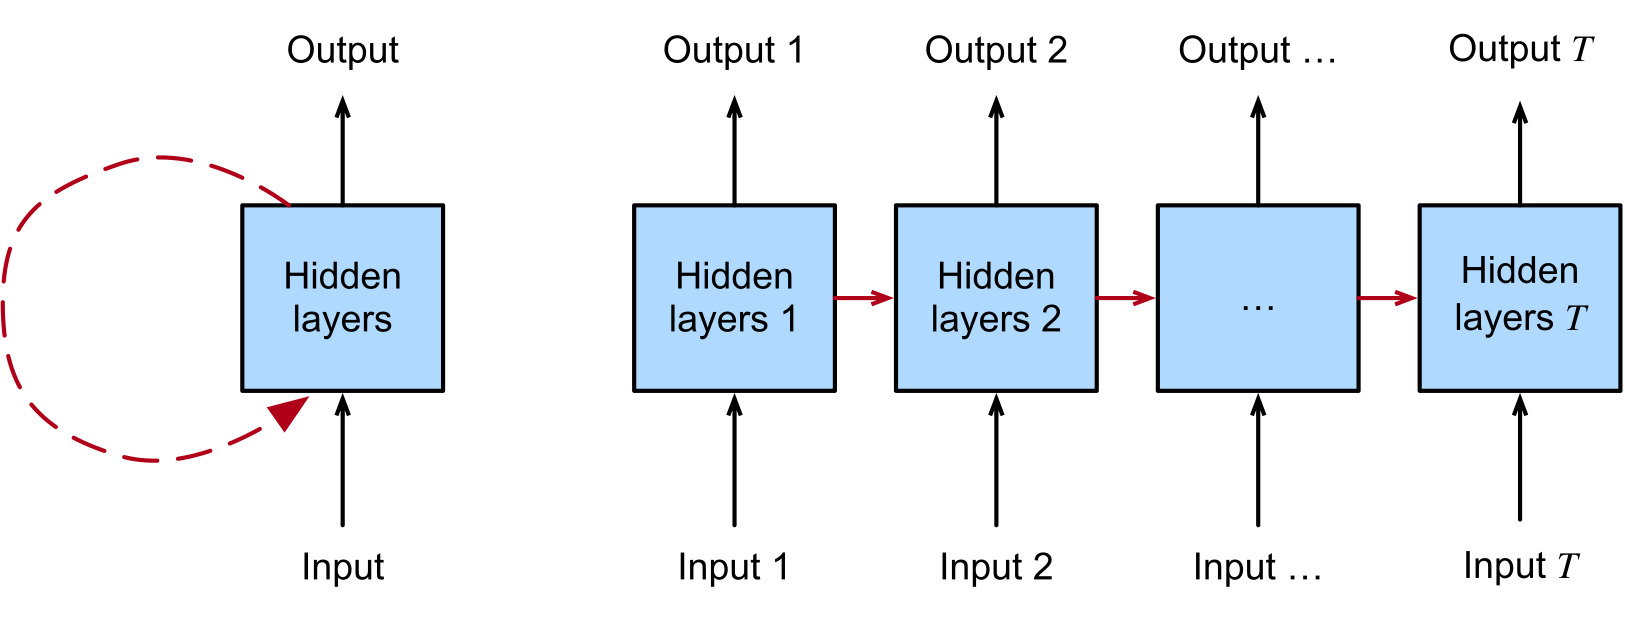 Output
Output 1
Output 2
Output …
Output T
Hidden
layers
Hidden
layers 1
Hidden
layers 2
…
Hidden
layers T
Input
Input 1
Input 2
Input …
Input T